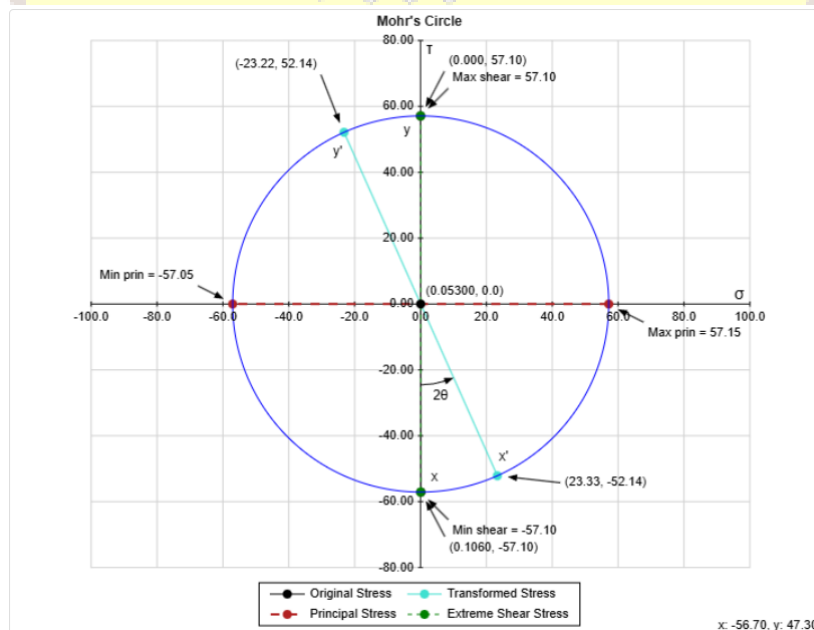 Mohr's Circle
80.00
τ
(-23.22, 52.14)
(0.000, 57.10)
Max shear = 57.10
60.00
y
y'
40.00
20.00
Min prin = -57.05
(0.05300, 0.0)
σ
0.00
-100.0 -80.0 -60.0 -40.0 -20.0 0.0 20.0 40.0 60.0 80.0 100.0
Max prin = 57.15
-20.00
2θ
-40.00
x'
x
(23.33, -52.14)
-60.00
Min shear = -57.10
(0.1060, -57.10)
-80.00
Original Stress Transformed Stress
Principal Stress Extreme Shear Stress
x: -56.70, y: 47.30